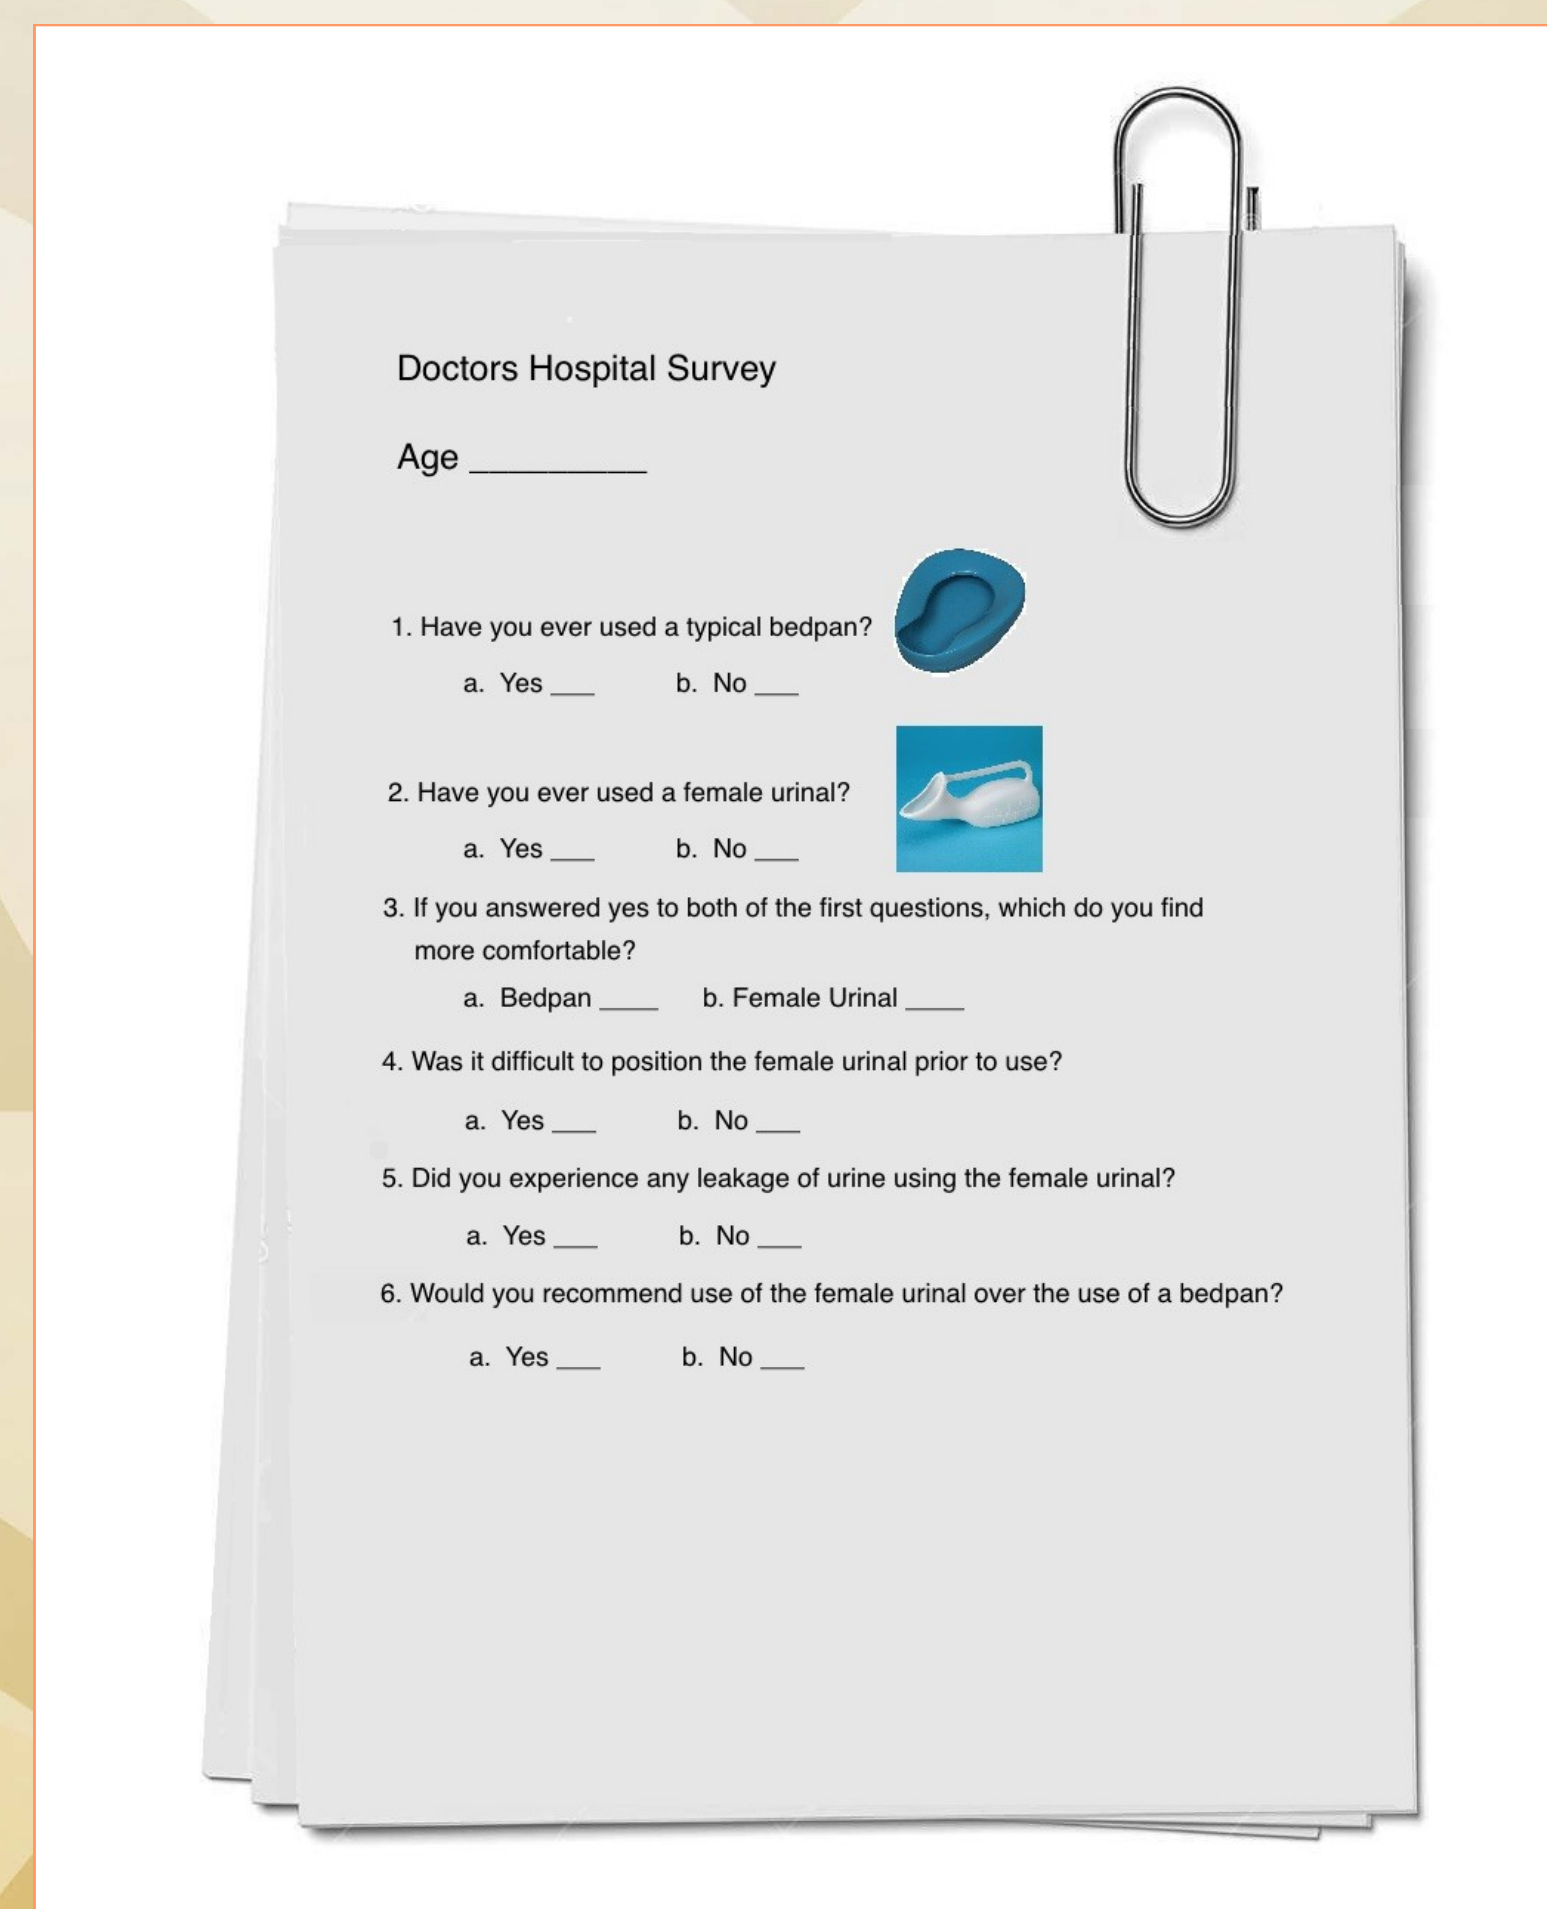 Doctors Hospital Survey
Age _________
1. Have you ever used a typical bedpan?
a. Yes ___ b. No ___
2. Have you ever used a female urinal?
a. Yes ___ b. No ___
3. If you answered yes to both of the first questions, which do you find
more comfortable?
a. Bedpan ____ b. Female Urinal ____
4. Was it difficult to position the female urinal prior to use?
a. Yes ___ b. No ___
5. Did you experience any leakage of urine using the female urinal?
a. Yes ___ b. No ___
6. Would you recommend use of the female urinal over the use of a bedpan?
a. Yes ___ b. No ___